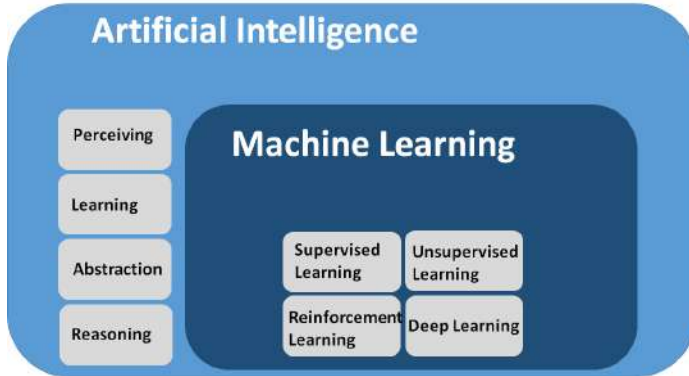 Artificial Intelligence
Perceiving
Learning
Abstraction
Reasoning
Machine Learning
Supervised
Learning
Unsupervised
Learning
Reinforcement
Learning
Deep Learning